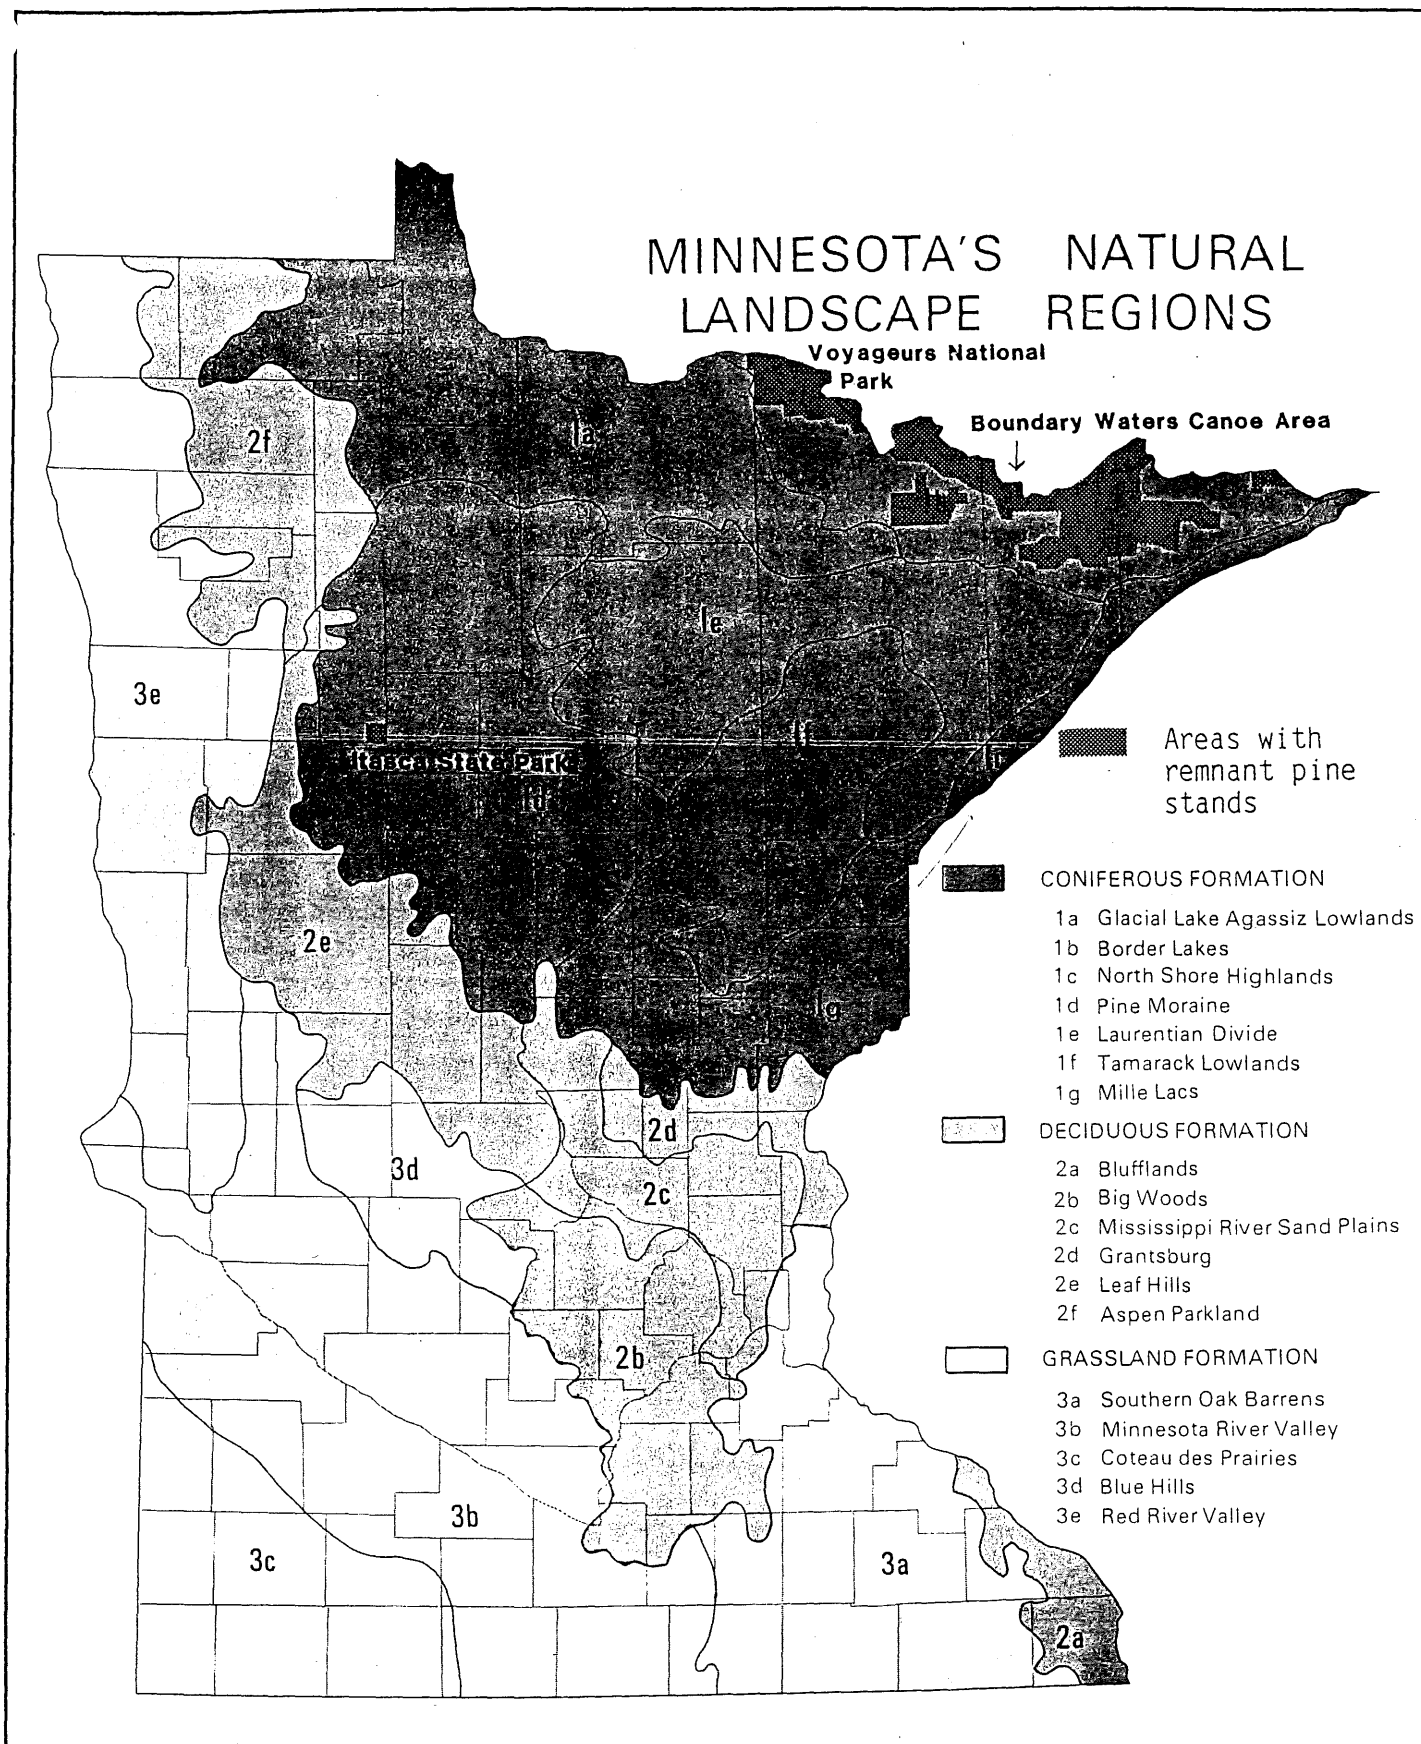 MINNESOTA'S NATURAL
LANDSCAPE REGIONS
Voyageurs National
Park
Boundary Waters Canoe Area
1a
2f
1e
3e
1f
Itasca State Park
1d
Areas with
remnant pine
stands
2e
1g
CONIFEROUS FORMATION
1a Glacial Lake Agassiz Lowlands
1b Border Lakes
1c North Shore Highlands
1d Pine Moraine
1e Laurentian Divide
1f Tamarack Lowlands
1g Mille Lacs
DECIDUOUS FORMATION
2a Blufflands
2b Big Woods
2c Mississippi River Sand Plains
2d Grantsburg
2e Leaf Hills
2f Aspen Parkland
GRASSLAND FORMATION
3a Southern Oak Barrens
3b Minnesota River Valley
3c Coteau des Prairies
3d Blue Hills
3e Red River Valley
2d
3d
2c
2b
3b
3c
3a
2a